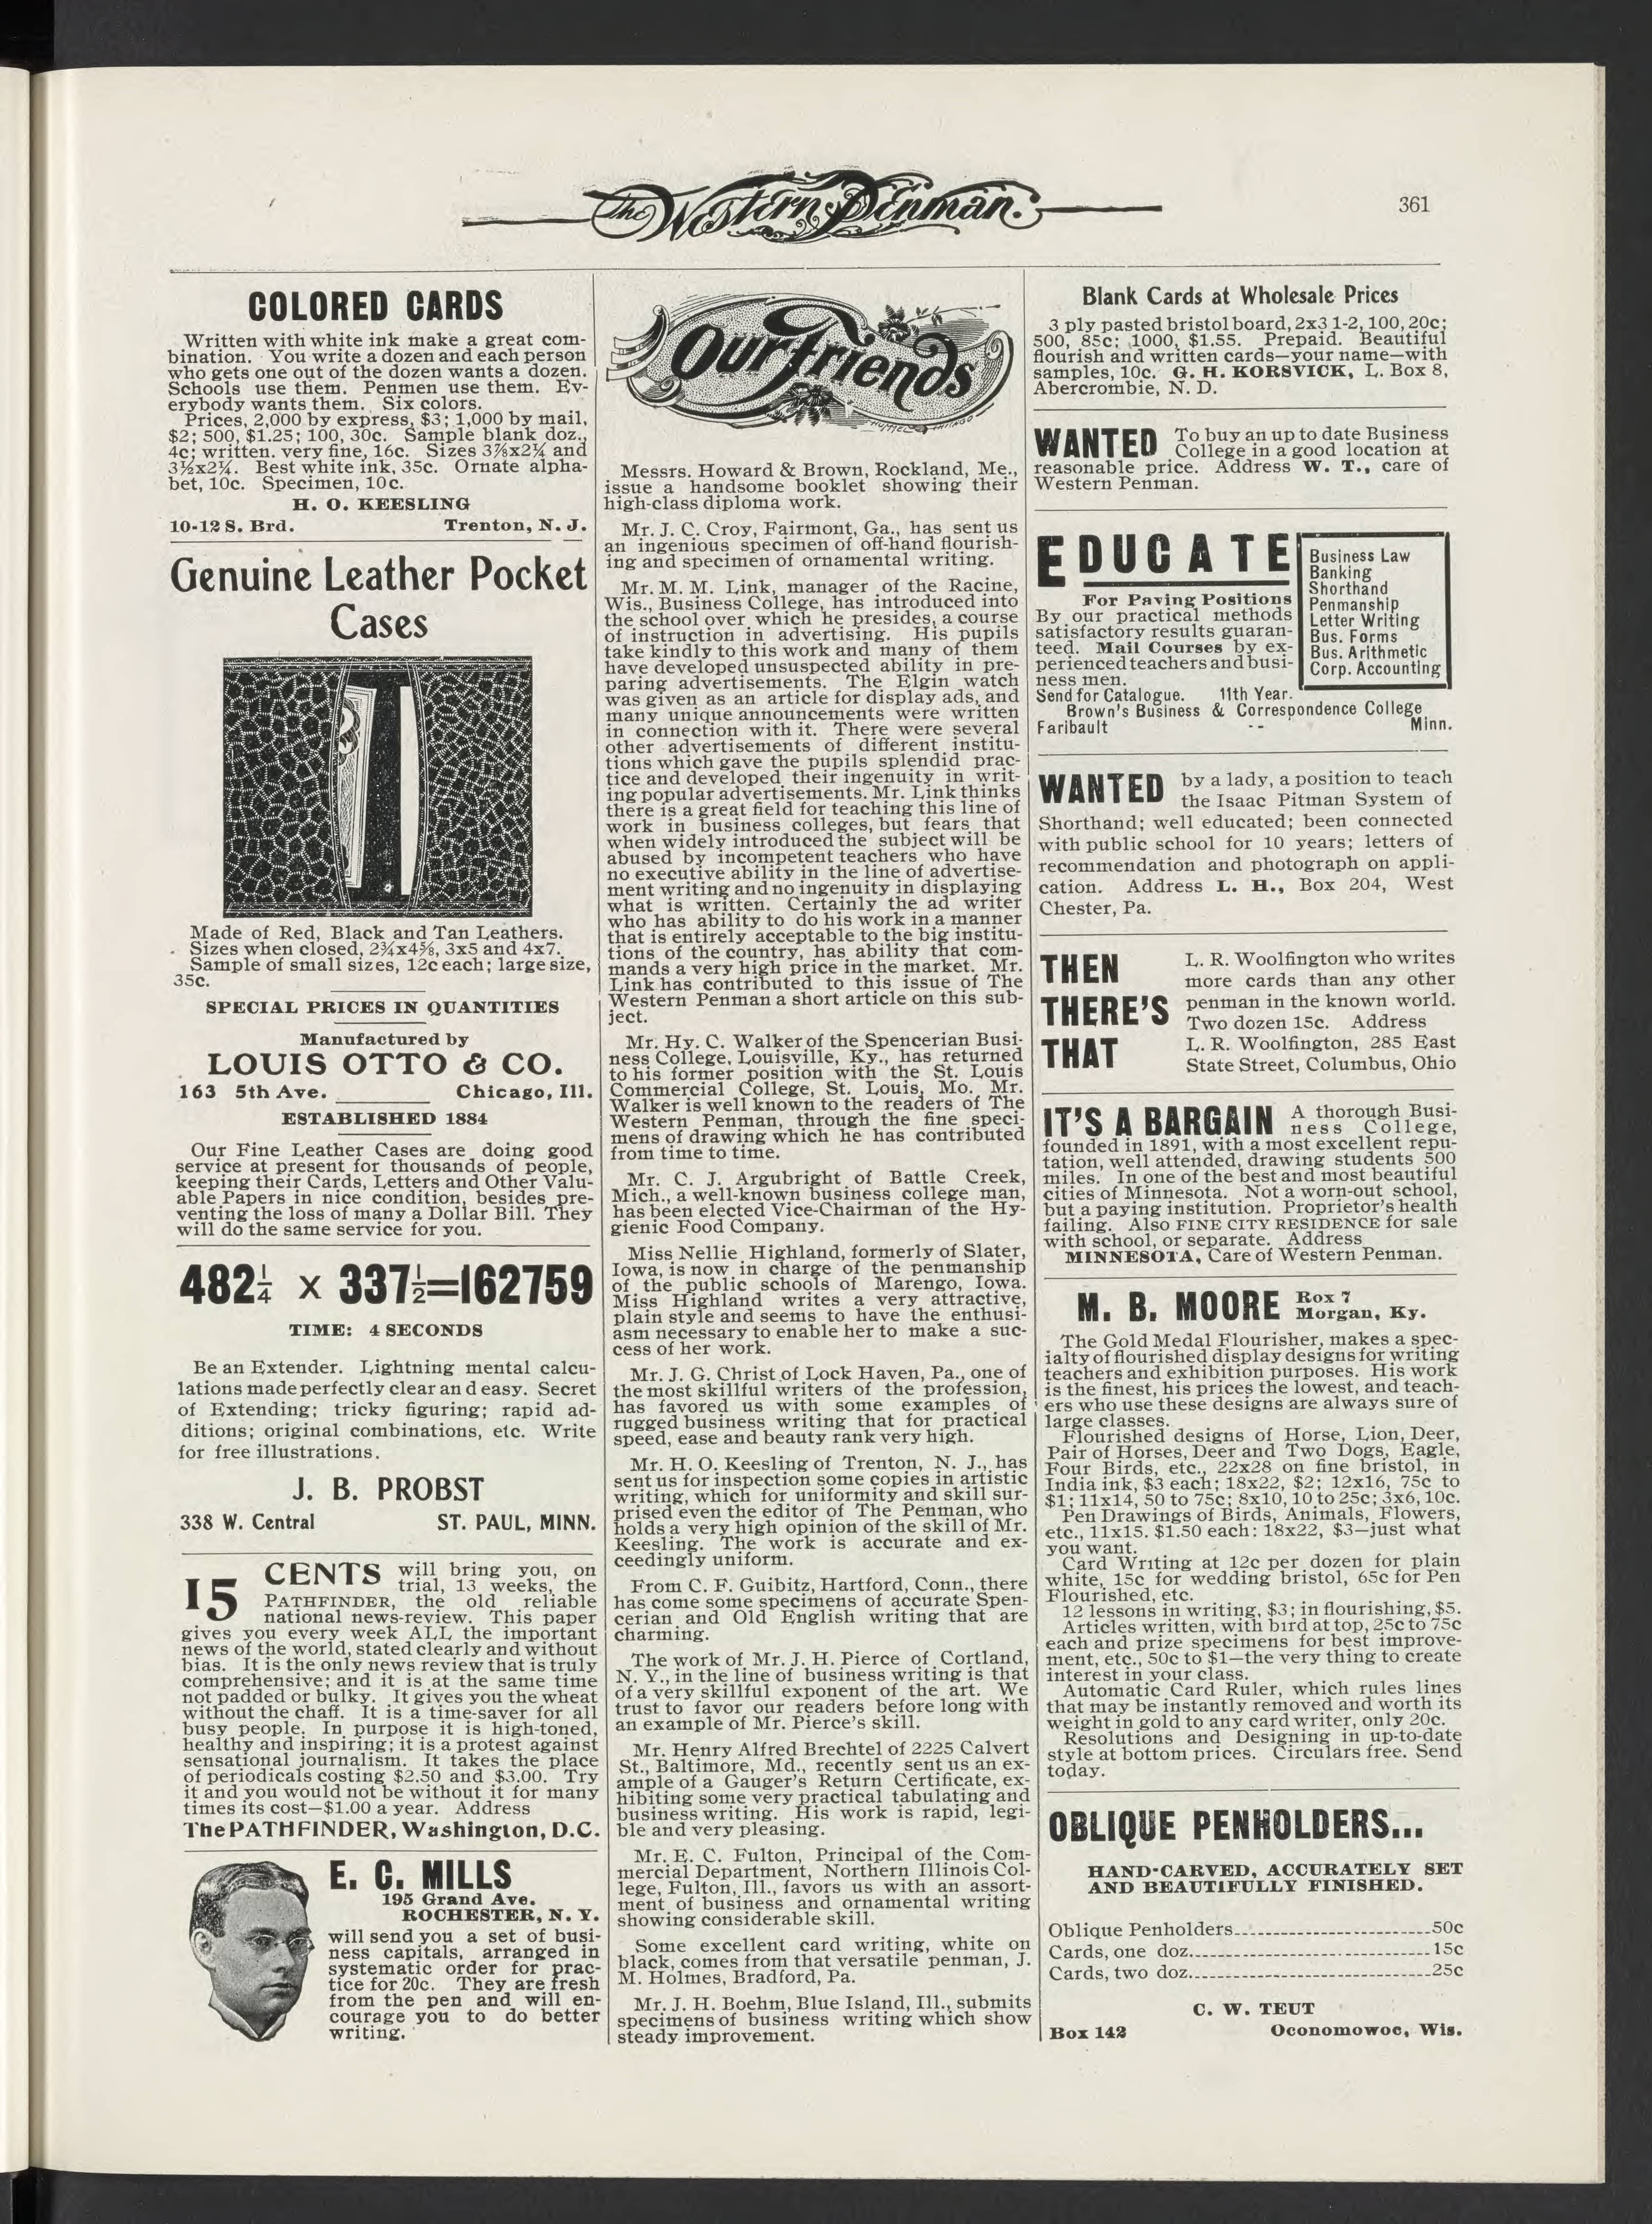 The Western Penman.
361
COLORED CARDS
Written with white ink make a great com-
bination. You write a dozen and each person
who gets one out of the dozen wants a dozen.
Schools use them. Penmen use them. Ev-
erybody wants them. Six colors.
Prices, 2,000 by express, $3; 1,000 by mail,
$2; 500, $1.25; 100, 30c. Sample blank doz.,
4c; written. very fine, 16c. Sizes 3⅞x2¼ and
3½x2¼. Best white ink, 35c. Ornate alpha-
bet, 10c. Specimen, 10c.
H. O. KEESLING
10-12 S. Brd. Trenton, N. J.
Genuine Leather Pocket
Cases
Made of Red, Black and Tan Leathers.
Sizes when closed, 2¾x4⅝, 3x5 and 4x7.
Sample of small sizes, 12c each; large size,
35c.
SPECIAL PRICES IN QUANTITIES
Manufactured by
LOUIS OTTO & CO.
163 5th Ave. Chicago, Ill.
ESTABLISHED 1884
Our Fine Leather Cases are doing good
service at present for thousands of people,
keeping their Cards, Letters and Other Valu-
able Papers in nice condition, besides pre-
venting the loss of many a Dollar Bill. They
will do the same service for you.
482¼ x 337½=162759
TIME: 4 SECONDS
Be an Extender. Lightning mental calcu-
lations made perfectly clear an d easy. Secret
of Extending; tricky figuring; rapid ad-
ditions; original combinations, etc. Write
for free illustrations.
J. B. PROBST
338 W. Central ST. PAUL, MINN.
15 CENTS will bring you, on
trial, 13 weeks, the
PATHFINDER, the old reliable
national news-review. This paper
gives you every week ALL the important
news of the world, stated clearly and without
bias. It is the only news review that is truly
comprehensive; and it is at the same time
not padded or bulky. It gives you the wheat
without the chaff. It is a time-saver for all
busy people. In purpose it is high-toned,
healthy and inspiring; it is a protest against
sensational journalism. It takes the place
of periodicals costing $2.50 and $3.00. Try
it and you would not be without it for many
times its cost—$1.00 a year. Address
The PATHFINDER, Washington, D.C.
E. C. MILLS
195 Grand Ave.
ROCHESTER, N. Y.
will send you a set of busi-
ness capitals, arranged in
systematic order for prac-
tice for 20c. They are fresh
from the pen and will en-
courage you to do better
writing.
Our Friends
Messrs. Howard & Brown, Rockland, Me.,
issue a handsome booklet showing their
high-class diploma work.
Mr. J. C. Croy, Fairmont, Ga., has sent us
an ingenious specimen of off-hand flourish-
ing and specimen of ornamental writing.
Mr. M. M. Link, manager of the Racine,
Wis., Business College, has introduced into
the school over which he presides, a course
of instruction in advertising. His pupils
take kindly to this work and many of them
have developed unsuspected ability in pre-
paring advertisements. The Elgin watch
was given as an article for display ads, and
many unique announcements were written
in connection with it. There were several
other advertisements of different institu-
tions which gave the pupils splendid prac-
tice and developed their ingenuity in writ-
ing popular advertisements. Mr. Link thinks
there is a great field for teaching this line of
work in business colleges, but fears that
when widely introduced the subject will be
abused by incompetent teachers who have
no executive ability in the line of advertise-
ment writing and no ingenuity in displaying
what is written. Certainly the ad writer
who has ability to do his work in a manner
that is entirely acceptable to the big institu-
tions of the country, has ability that com-
mands a very high price in the market. Mr.
Link has contributed to this issue of The
Western Penman a short article on this sub-
ject.
Mr. Hy. C. Walker of the Spencerian Busi-
ness College, Louisville, Ky., has returned
to his former position with the St. Louis
Commercial College, St. Louis, Mo. Mr.
Walker is well known to the readers of The
Western Penman, through the fine speci-
mens of drawing which he has contributed
from time to time.
Mr. C. J. Argubright of Battle Creek,
Mich., a well-known business college man,
has been elected Vice-Chairman of the Hy-
gienic Food Company.
Miss Nellie Highland, formerly of Slater,
Iowa, is now in charge of the penmanship
of the public schools of Marengo, Iowa.
Miss Highland writes a very attractive,
plain style and seems to have the enthusi-
asm necessary to enable her to make a suc-
cess of her work.
Mr. J. G. Christ of Lock Haven, Pa., one of
the most skillful writers of the profession,
has favored us with some examples of
rugged business writing that for practical
speed, ease and beauty rank very high.
Mr. H. O. Keesling of Trenton, N. J., has
sent us for inspection some copies in artistic
writing, which for uniformity and skill sur-
prised even the editor of The Penman, who
holds a very high opinion of the skill of Mr.
Keesling. The work is accurate and ex-
ceedingly uniform.
From C. F. Guibitz, Hartford, Conn., there
has come some specimens of accurate Spen-
cerian and Old English writing that are
charming.
The work of Mr. J. H. Pierce of Cortland,
N. Y., in the line of business writing is that
of a very skillful exponent of the art. We
trust to favor our readers before long with
an example of Mr. Pierce's skill.
Mr. Henry Alfred Brechtel of 2225 Calvert
St., Baltimore, Md., recently sent us an ex-
ample of a Gauger's Return Certificate, ex-
hibiting some very practical tabulating and
business writing. His work is rapid, legi-
ble and very pleasing.
Mr. E. C. Fulton, Principal of the Com-
mercial Department, Northern Illinois Col-
lege, Fulton, Ill., favors us with an assort-
ment of business and ornamental writing
showing considerable skill.
Some excellent card writing, white on
black, comes from that versatile penman, J.
M. Holmes, Bradford, Pa.
Mr. J. H. Boehm, Blue Island, Ill., submits
specimens of business writing which show
steady improvement.
Blank Cards at Wholesale Prices
3 ply pasted bristol board, 2x3 1-2, 100, 20c;
500, 85c; 1000, $1.55. Prepaid. Beautiful
flourish and written cards—your name—with
samples, 10c. G. H. KORSVICK, L. Box 8,
Abercrombie, N. D.
WANTED To buy an up to date Business
College in a good location at
reasonable price. Address W. T., care of
Western Penman.
EDUCATE
For Paying Positions
By our practical methods
satisfactory results guaran-
teed. Mail Courses by ex-
perienced teachers and busi-
ness men.
Send for Catalogue. 11th Year.
Business Law
Banking
Shorthand
Penmanship
Letter Writing
Bus. Forms
Bus. Arithmetic
Corp. Accounting
Brown's Business & Correspondence College
Faribault -- Minn.
WANTED by a lady, a position to teach
the Isaac Pitman System of
Shorthand; well educated; been connected
with public school for 10 years; letters of
recommendation and photograph on appli-
cation. Address L. H., Box 204, West
Chester, Pa.
THEN
THERE'S
THAT
L. R. Woolfington who writes
more cards than any other
penman in the known world.
Two dozen 15c. Address
L. R. Woolfington, 285 East
State Street, Columbus, Ohio
IT'S A BARGAIN A thorough Busi-
ness College,
founded in 1891, with a most excellent repu-
tation, well attended, drawing students 500
miles. In one of the best and most beautiful
cities of Minnesota. Not a worn-out school,
but a paying institution. Proprietor's health
failing. Also FINE CITY RESIDENCE for sale
with school, or separate. Address
MINNESOTA, Care of Western Penman.
M. B. MOORE Box 7
Morgan, Ky.
The Gold Medal Flourisher, makes a spec-
ialty of flourished display designs for writing
teachers and exhibition purposes. His work
is the finest, his prices the lowest, and teach-
ers who use these designs are always sure of
large classes.
Flourished designs of Horse, Lion, Deer,
Pair of Horses, Deer and Two Dogs, Eagle,
Four Birds, etc., 22x28 on fine bristol, in
India ink, $3 each; 18x22, $2; 12x16, 75c to
$1; 11x14, 50 to 75c; 8x10, 10 to 25c; 3x6, 10c.
Pen Drawings of Birds, Animals, Flowers,
etc., 11x15. $1.50 each: 18x22, $3—just what
you want.
Card Writing at 12c per dozen for plain
white, 15c for wedding bristol, 65c for Pen
Flourished, etc.
12 lessons in writing, $3; in flourishing, $5.
Articles written, with bird at top, 25c to 75c
each and prize specimens for best improve-
ment, etc., 50c to $1—the very thing to create
interest in your class.
Automatic Card Ruler, which rules lines
that may be instantly removed and worth its
weight in gold to any card writer, only 20c.
Resolutions and Designing in up-to-date
style at bottom prices. Circulars free. Send
today.
OBLIQUE PENHOLDERS...
HAND-CARVED, ACCURATELY SET
AND BEAUTIFULLY FINISHED.
Oblique Penholders 50c
Cards, one doz. 15c
Cards, two doz. 25c
C. W. TEUT
Box 142 Oconomowoc, Wis.